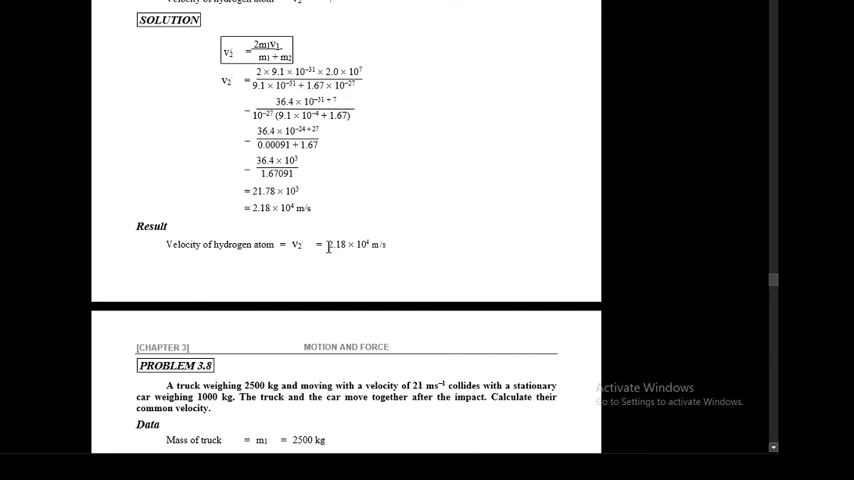 Velocity of hydrogen atom = v2 = ?
SOLUTION
v2' = 2m1v1 / m1 + m2
v2 = 2 × 9.1 × 10⁻³¹ × 2.0 × 10⁷ / 9.1 × 10⁻³¹ + 1.67 × 10⁻²⁷
= 36.4 × 10⁻³¹⁺⁷ / 10⁻²⁷ (9.1 × 10⁻⁴ + 1.67)
= 36.4 × 10⁻²⁴⁺²⁷ / 0.00091 + 1.67
= 36.4 × 10³ / 1.67091
= 21.78 × 10³
= 2.18 × 10⁴ m/s
Result
Velocity of hydrogen atom = v2 = 2.18 × 10⁴ m/s
[CHAPTER 3] MOTION AND FORCE
PROBLEM 3.8
A truck weighing 2500 kg and moving with a velocity of 21 ms⁻¹ collides with a stationary
car weighing 1000 kg. The truck and the car move together after the impact. Calculate their
common velocity.
Data
Mass of truck = m1 = 2500 kg
Activate Windows
Go to Settings to activate Windows.